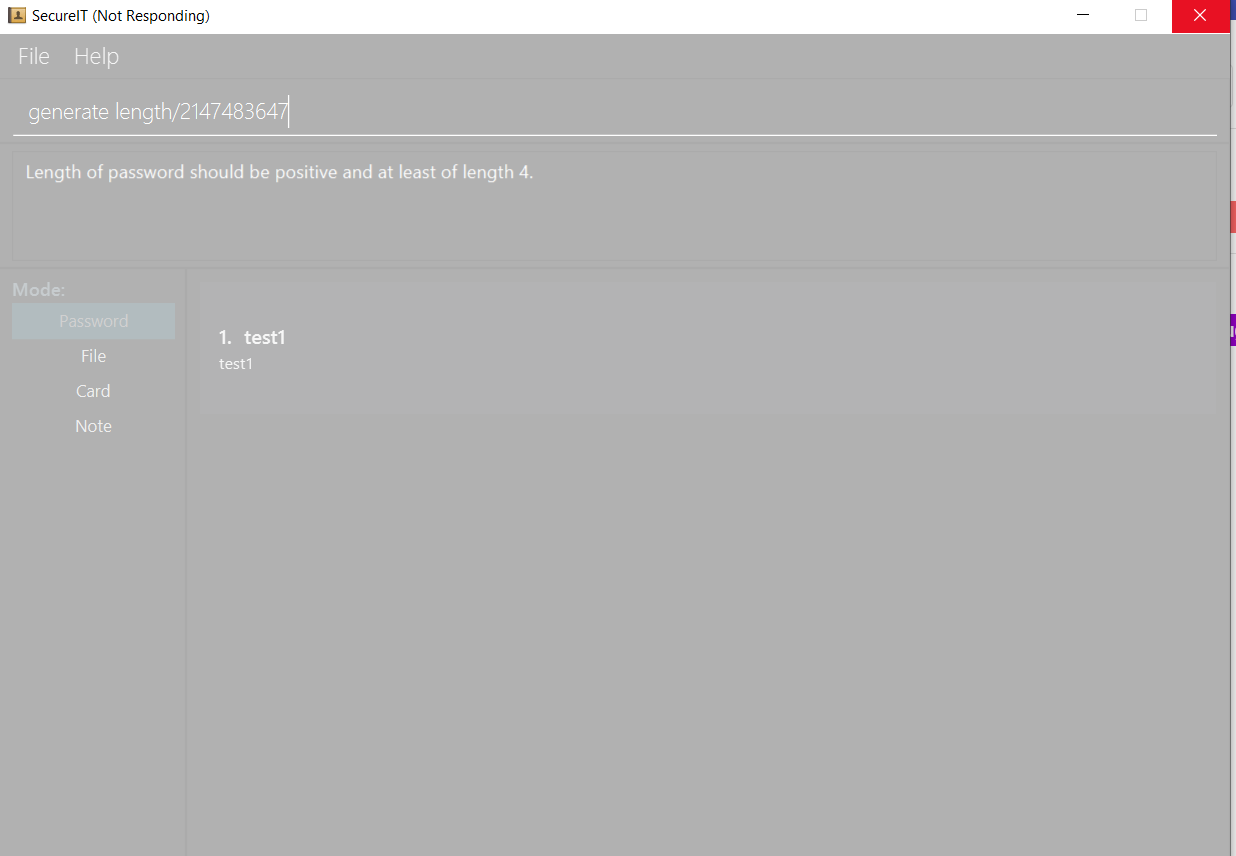 SecureIT (Not Responding)
File Help
generate length/2147483647
Length of password should be positive and at least of length 4.
Mode:
Password
File
Card
Note
1. test1
test1